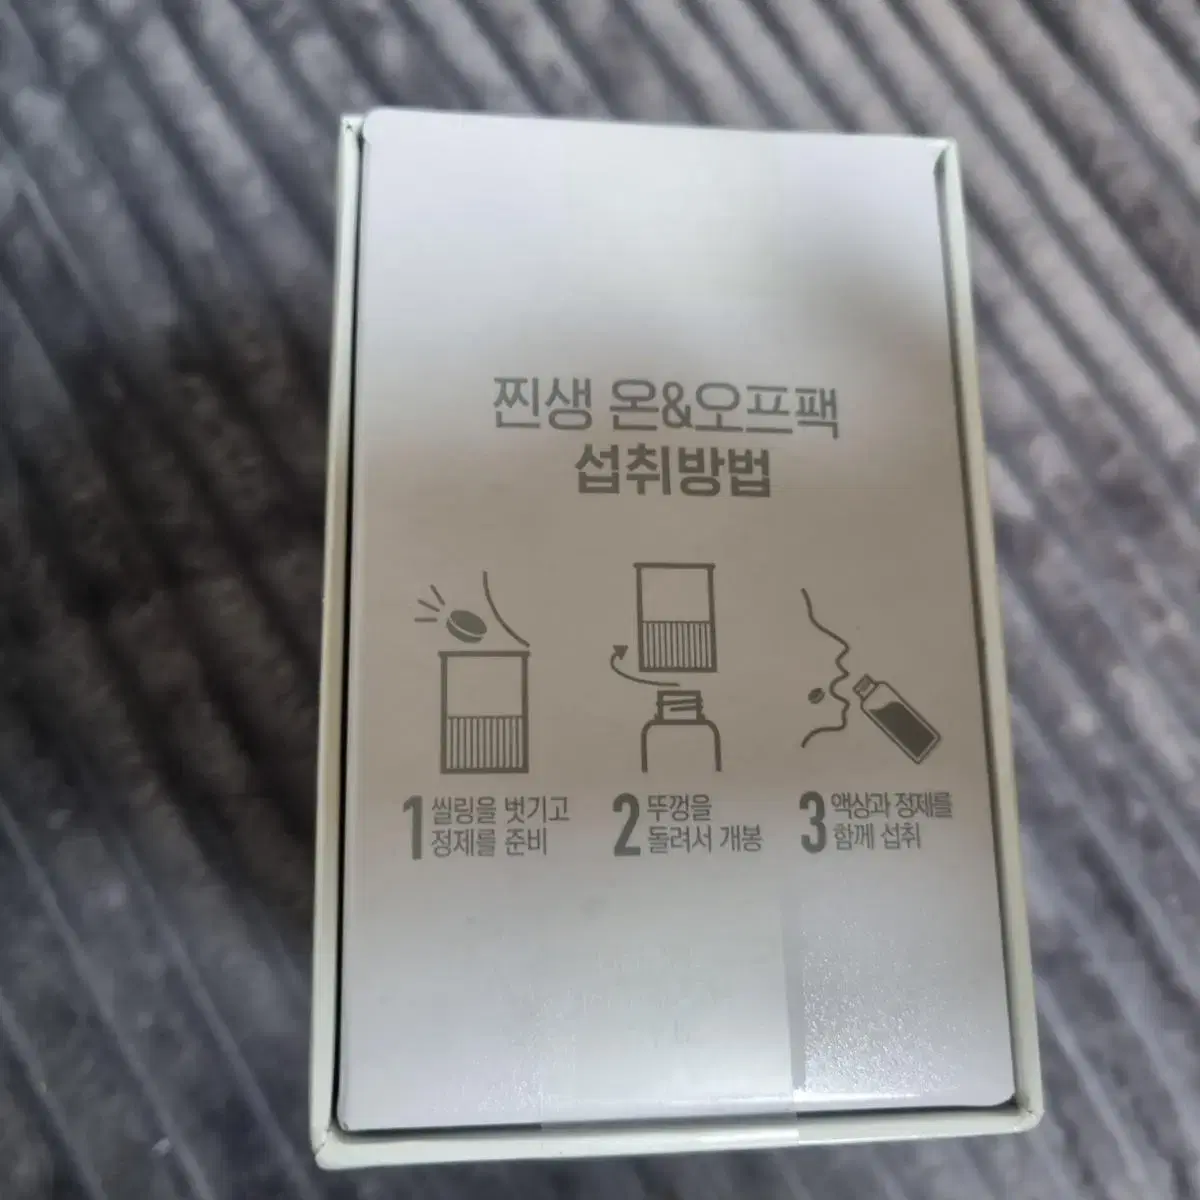 찐생 온&오프팩
섭취방법
1 씰링을 벗기고
정제를 준비
2 뚜껑을
돌려서 개봉
3 액상과 정제를
함께 섭취